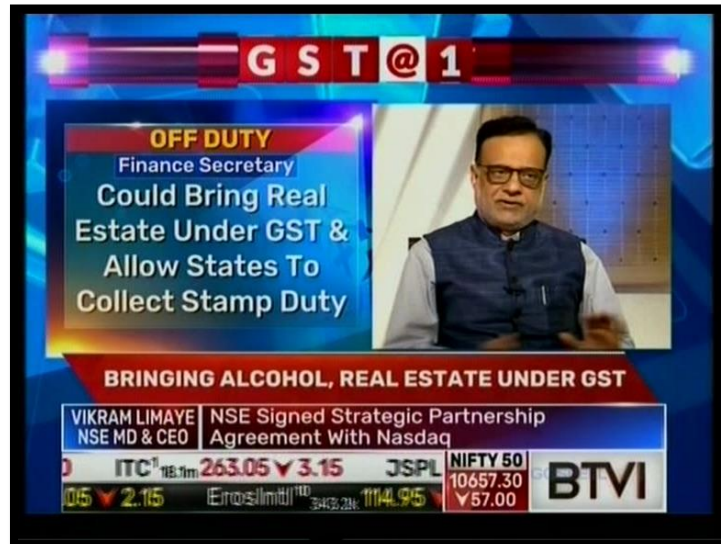 GST@1
OFF DUTY
Finance Secretary
Could Bring Real
Estate Under GST &
Allow States To
Collect Stamp Duty
BRINGING ALCOHOL, REAL ESTATE UNDER GST
VIKRAM LIMAYE
NSE MD & CEO
NSE Signed Strategic Partnership
Agreement With Nasdaq
ITC 263.05 ▼ 3.15 JSPL
05 ▼ 2.15 ErosIntl 114.95
NIFTY 50
10657.30
▼57.00
BTVI